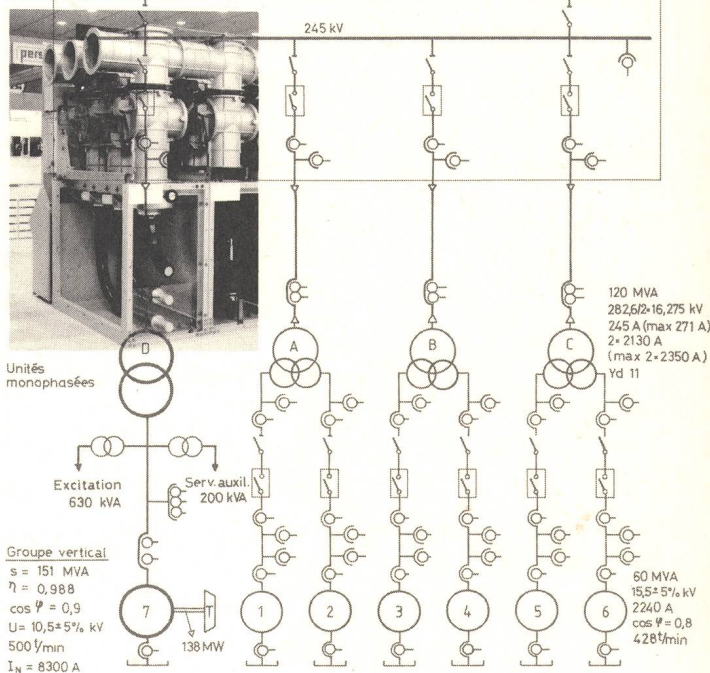 245 kV
pers
D
A
B
C
120 MVA
282,6/2×16,275 kV
245 A (max 271 A)
2×2130 A
(max 2×2350 A)
Yd 11
Unités
monophasées
Excitation
630 kVA
Serv. auxil.
200 kVA
Groupe vertical
s = 151 MVA
η = 0,988
cos φ = 0,9
U= 10,5±5% kV
500 t/min
I_N = 8300 A
7
T
138 MW
1
2
3
4
5
6
60 MVA
15,5±5% kV
2240 A
cos φ = 0,8
428 t/min